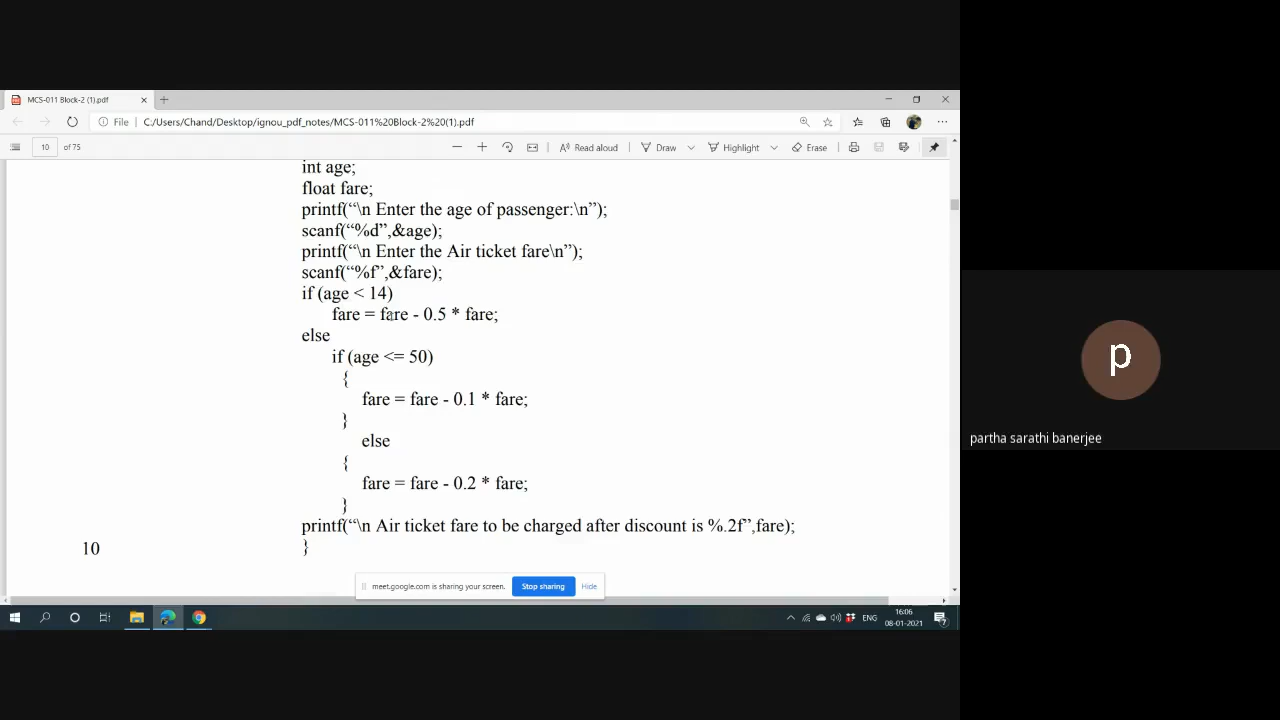 MCS-011 Block-2 (1).pdf
File
C:/Users/Chand/Desktop/ignou_pdf_notes/MCS-011%20Block-2%20(1).pdf
10 of 75
Read aloud
Draw
Highlight
Erase
int age;
float fare;
printf(“\n Enter the age of passenger:\n”);
scanf(“%d”,&age);
printf(“\n Enter the Air ticket fare\n”);
scanf(“%f”,&fare);
if (age < 14)
fare = fare - 0.5 * fare;
else
if (age <= 50)
{
fare = fare - 0.1 * fare;
}
else
{
fare = fare - 0.2 * fare;
}
printf(“\n Air ticket fare to be charged after discount is %.2f”,fare);
10
}
meet.google.com is sharing your screen.
Stop sharing
Hide
ENG
16:06
08-01-2021
p
partha sarathi banerjee